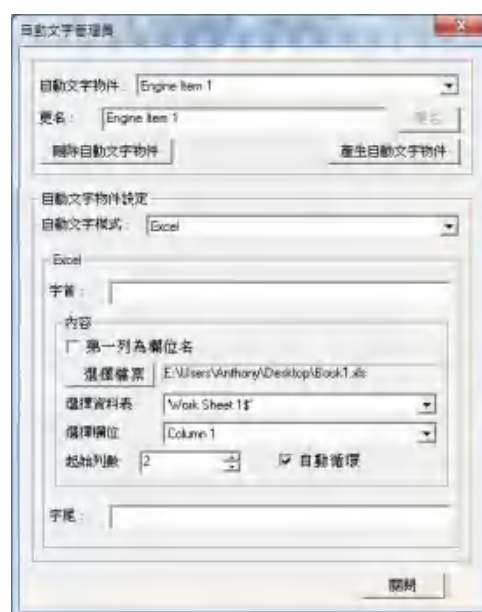 自動文字管理員
自動文字物件: Engine Item 1
更名: Engine Item 1 更名
刪除自動文字物件 產生自動文字物件
自動文字物件設定
自動文字模式: Excel
Excel
字首:
內容
第一列為欄位名
選擇檔案 E:\Users\Anthony\Desktop\Book1.xls
選擇資料表 'Work Sheet 1$'
選擇欄位 Column 1
起始列數 2 自動循環
字尾:
關閉